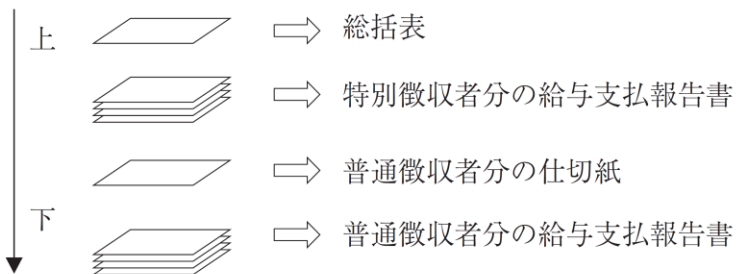 上
総括表
特別徴収者分の給与支払報告書
普通徴収者分の仕切紙
下
普通徴収者分の給与支払報告書